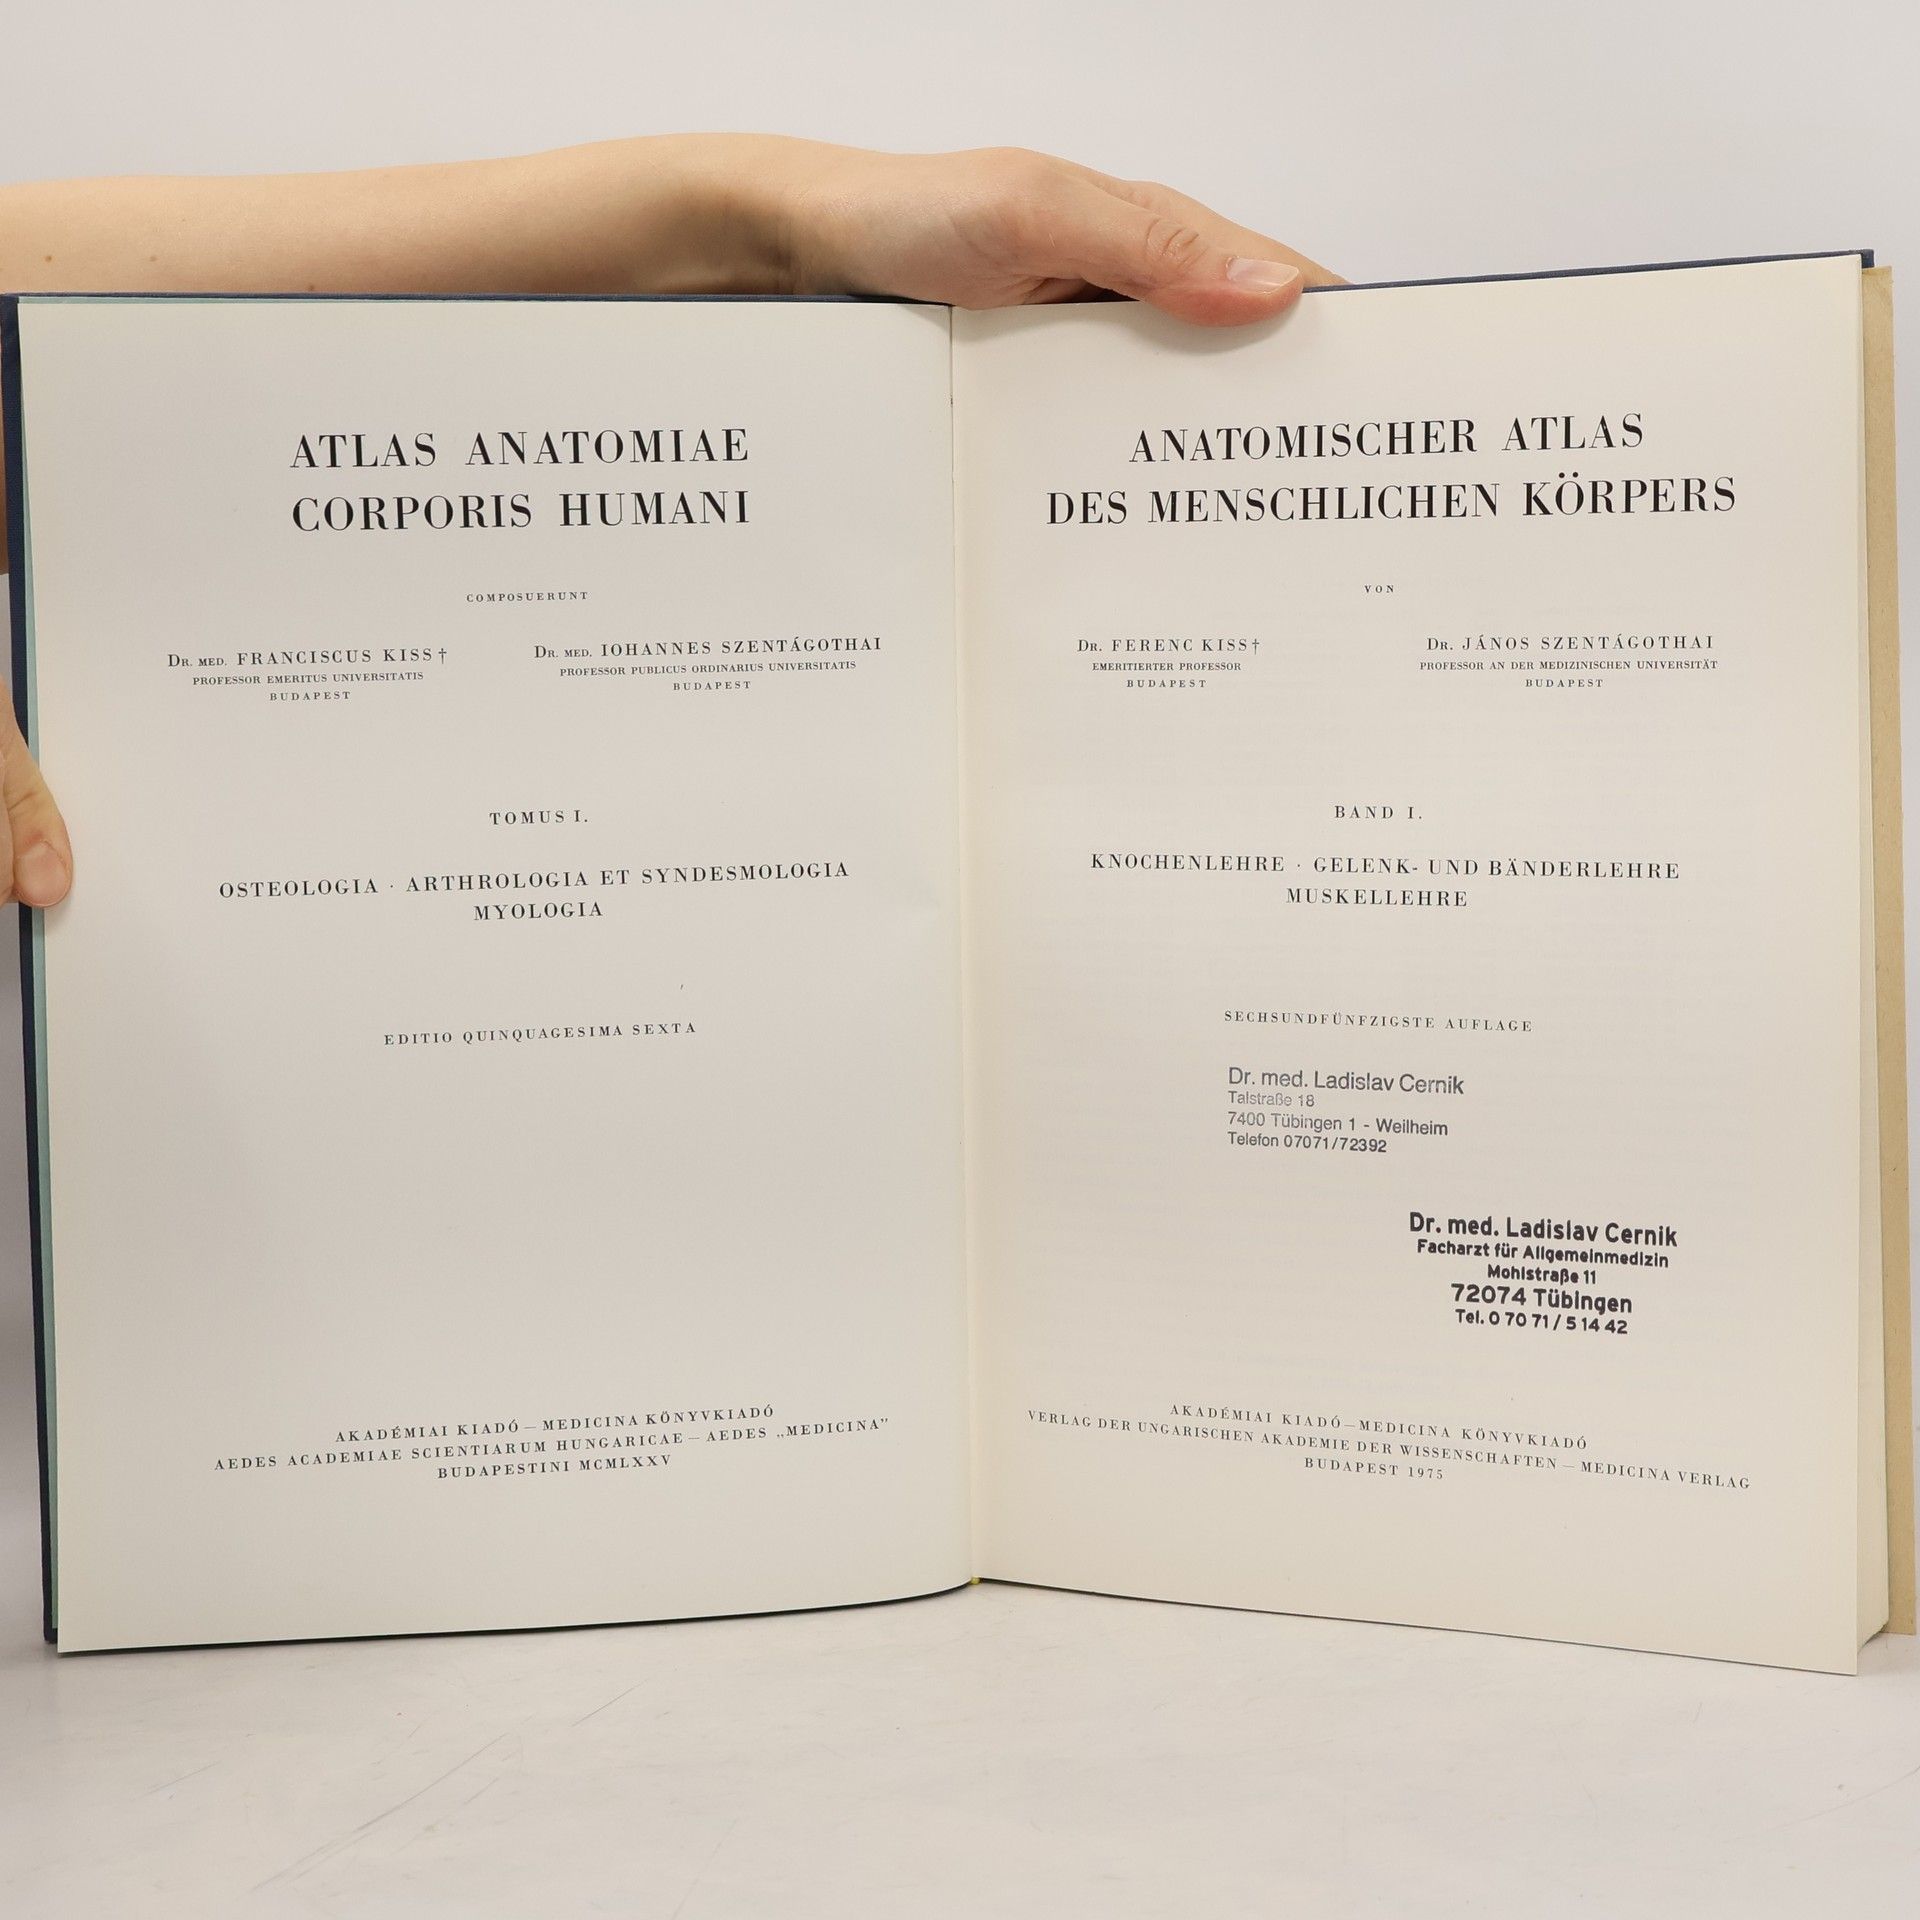 ATLAS ANATOMIAE
CORPORIS HUMANI
COMPOSUERUNT
DR. MED. FRANCISCUS KISS†
PROFESSOR EMERITUS UNIVERSITATIS
BUDAPEST
DR. MED. IOHANNES SZENTÁGOTHAI
PROFESSOR PUBLICUS ORDINARIUS UNIVERSITATIS
BUDAPEST
TOMUS I.
OSTEOLOGIA · ARTHROLOGIA ET SYNDESMOLOGIA
MYOLOGIA
EDITIO QUINQUAGESIMA SEXTA
AKADÉMIAI KIADÓ — MEDICINA KÖNYVKIADÓ
AEDES ACADEMIAE SCIENTIARUM HUNGARICAE — AEDES „MEDICINA”
BUDAPESTINI MCMLXXV
ANATOMISCHER ATLAS
DES MENSCHLICHEN KÖRPERS
VON
DR. FERENC KISS†
EMERITIERTER PROFESSOR
BUDAPEST
DR. JÁNOS SZENTÁGOTHAI
PROFESSOR AN DER MEDIZINISCHEN UNIVERSITÄT
BUDAPEST
BAND I.
KNOCHENLEHRE · GELENK- UND BÄNDERLEHRE
MUSKELLEHRE
SECHSUNDFÜNFZIGSTE AUFLAGE
Dr. med. Ladislav Cernik
Talstraße 18
7400 Tübingen 1 - Weilheim
Telefon 07071/72392
Dr. med. Ladislav Cernik
Facharzt für Allgemeinmedizin
Mohlstraße 11
72074 Tübingen
Tel. 0 70 71 / 5 14 42
AKADÉMIAI KIADÓ — MEDICINA KÖNYVKIADÓ
VERLAG DER UNGARISCHEN AKADEMIE DER WISSENSCHAFTEN — MEDICINA VERLAG
BUDAPEST 1975